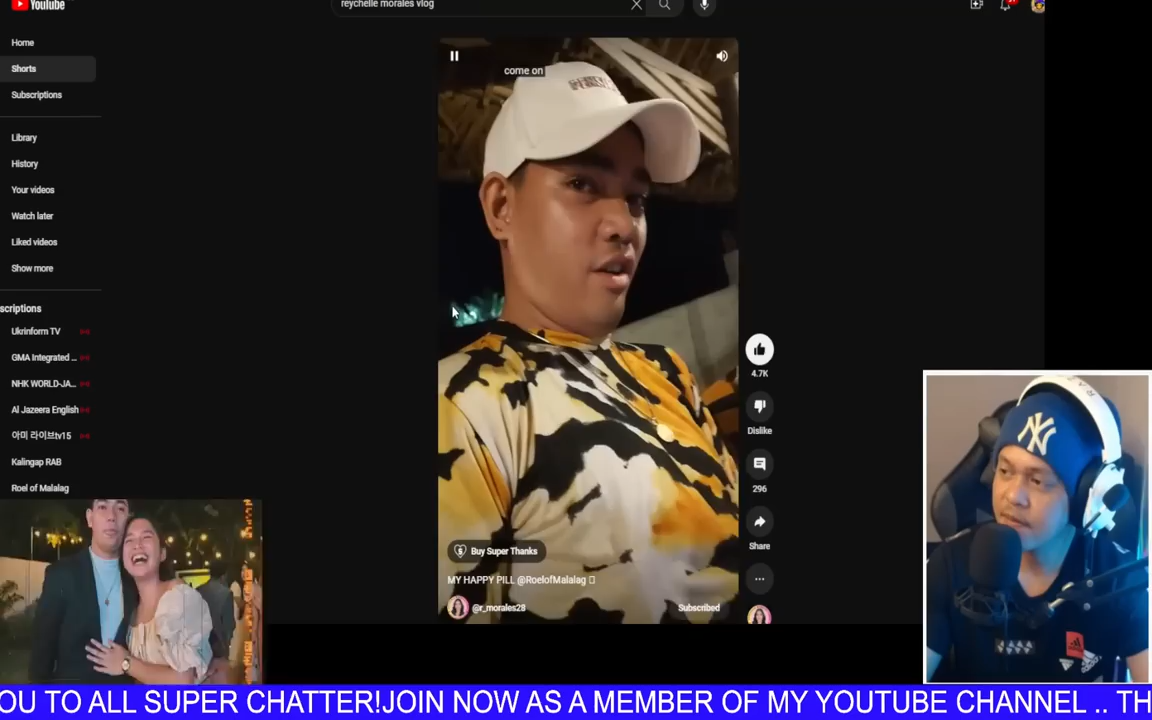 YouTube
reychelle morales vlog
Home
Shorts
Subscriptions
Library
History
Your videos
Watch later
Liked videos
Show more
scriptions
Ukrinform TV
GMA Integrated ...
NHK WORLD-JA...
Al Jazeera English
아미 라이브tv15
Kalingap RAB
Roel of Malalag
come on
4.7K
Dislike
296
Share
Buy Super Thanks
MY HAPPY PILL @RoelofMalalag
@r_morales28
Subscribed
NY
adidas
OU TO ALL SUPER CHATTER!JOIN NOW AS A MEMBER OF MY YOUTUBE CHANNEL .. TH